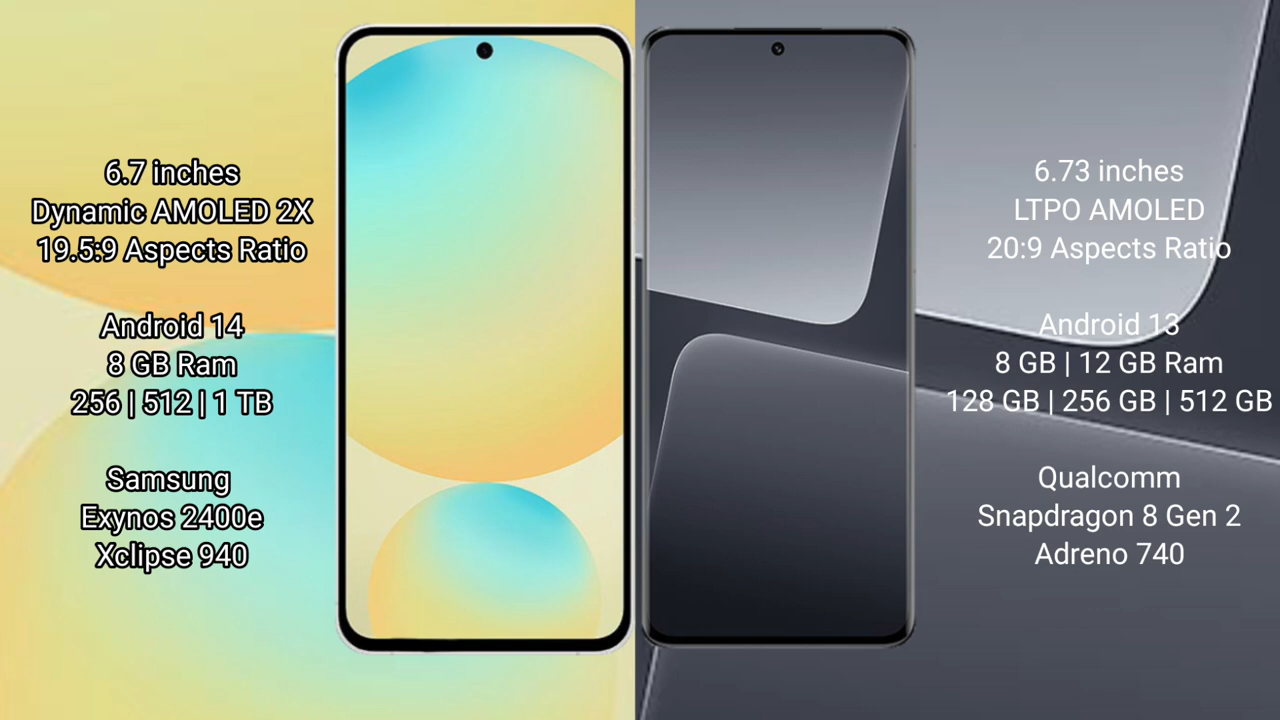 6.7 inches
Dynamic AMOLED 2X
19.5:9 Aspects Ratio
Android 14
8 GB Ram
256 | 512 | 1 TB
Samsung
Exynos 2400e
Xclipse 940
6.73 inches
LTPO AMOLED
20:9 Aspects Ratio
Android 13
8 GB | 12 GB Ram
128 GB | 256 GB | 512 GB
Qualcomm
Snapdragon 8 Gen 2
Adreno 740